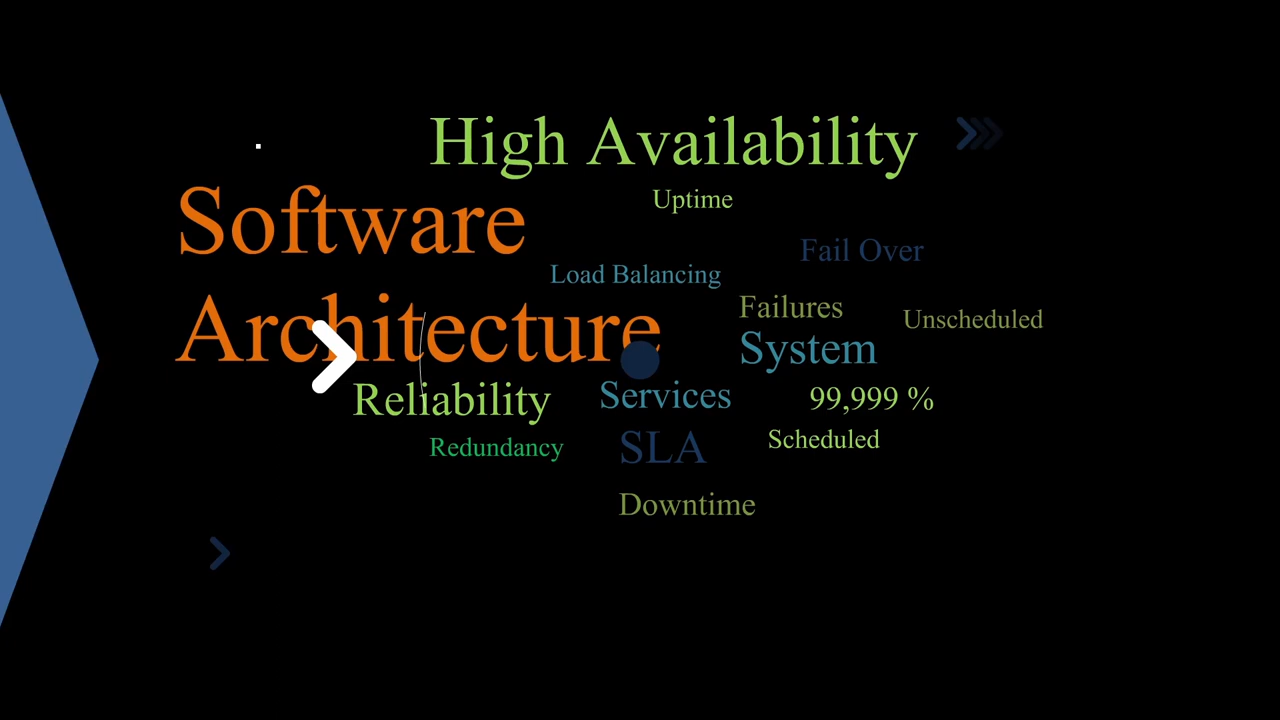 High Availability
Software
Uptime
Fail Over
Load Balancing
Architecture
Failures
Unscheduled
System
Reliability
Services
99,999 %
Redundancy
SLA
Scheduled
Downtime